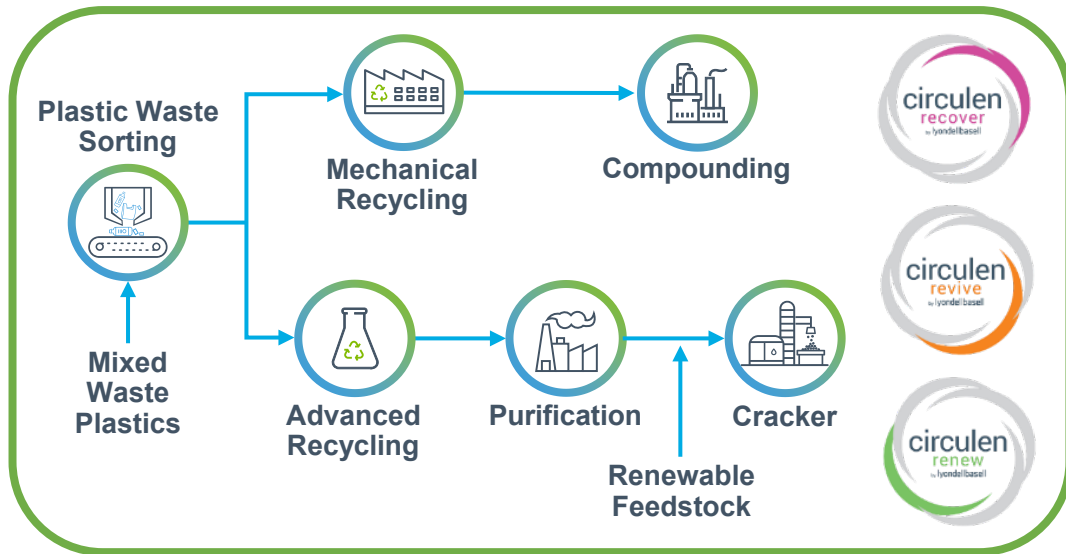 Plastic Waste
Sorting
Mechanical
Recycling
Compounding
Mixed
Waste
Plastics
Advanced
Recycling
Purification
Cracker
Renewable
Feedstock
circulen
recover
by lyondellbasell
circulen
revive
by lyondellbasell
circulen
renew
by lyondellbasell